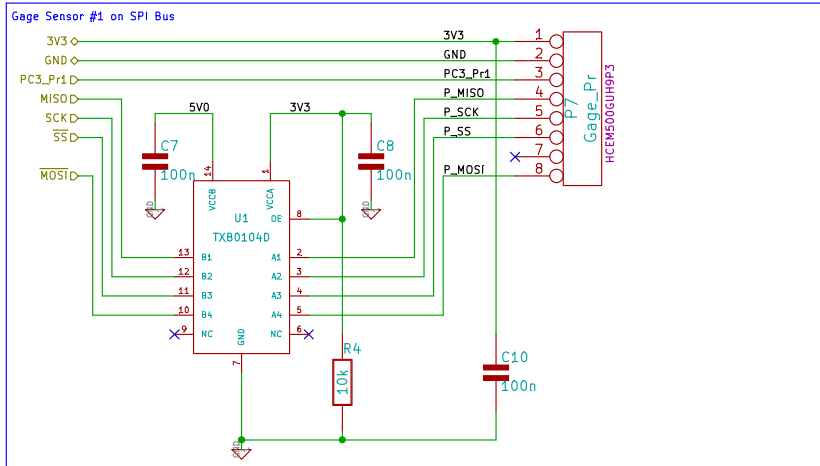 Gage Sensor #1 on SPI Bus
3V3
GND
PC3_Pr1
MISO
SCK
SS
MOSI
5V0
3V3
C7
100n
GND
C8
100n
GND
14
VCCB
1
VCCA
U1
TXB0104D
OE
8
13
B1
A1
2
12
B2
A2
3
11
B3
A3
4
10
B4
A4
5
9
NC
NC
6
GND
7
GND
R4
10k
C10
100n
3V3
GND
PC3_Pr1
P_MISO
P_SCK
P_SS
P_MOSI
1
2
3
4
5
6
7
8
P7
Gage_Pr
HCEM500GUH9P3